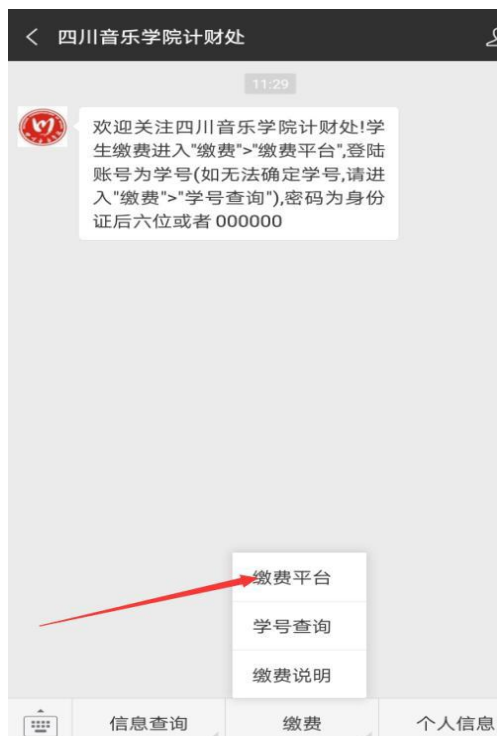 四川音乐学院计财处
11:29
欢迎关注四川音乐学院计财处!学
生缴费进入"缴费">"缴费平台",登陆
账号为学号(如无法确定学号,请进
入"缴费">"学号查询"),密码为身份
证后六位或者 000000
缴费平台
学号查询
缴费说明
信息查询
缴费
个人信息